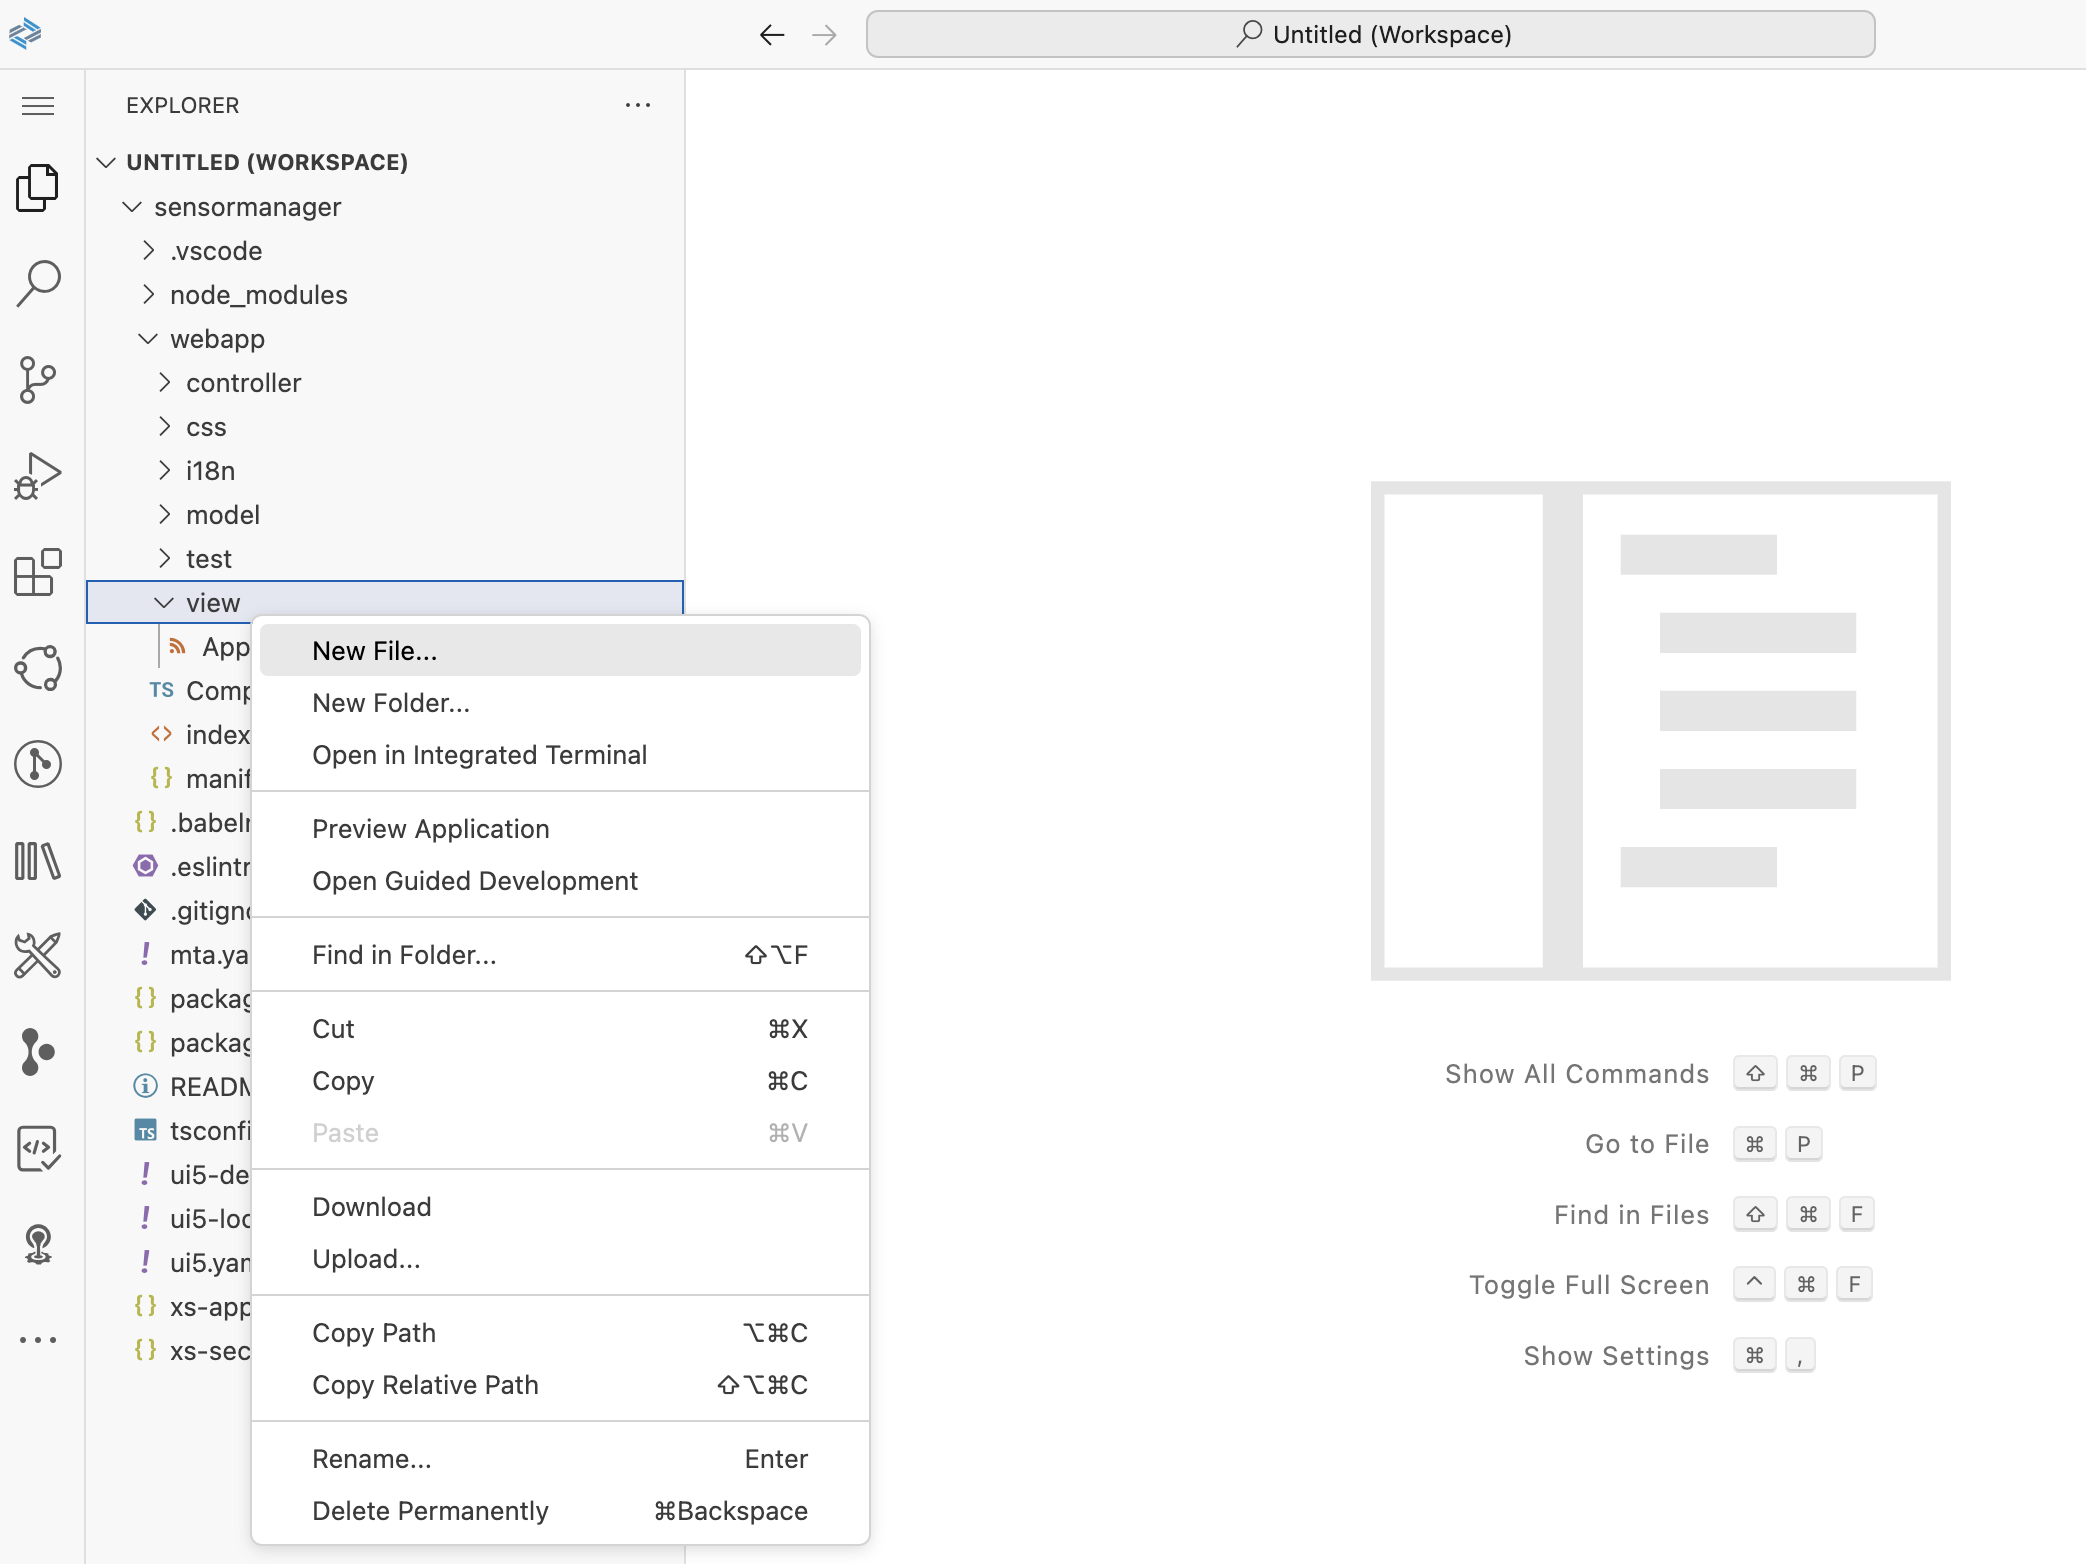 Untitled (Workspace)
EXPLORER
UNTITLED (WORKSPACE)
sensormanager
.vscode
node_modules
webapp
controller
css
i18n
model
test
view
App
TS Comp
index
manif
.babelr
.eslintr
.gitigno
mta.ya
packag
packag
READM
TS tsconfi
ui5-de
ui5-loc
ui5.yam
xs-app
xs-sec
New File...
New Folder...
Open in Integrated Terminal
Preview Application
Open Guided Development
Find in Folder... ⇧⌥F
Cut ⌘X
Copy ⌘C
Paste ⌘V
Download
Upload...
Copy Path ⌥⌘C
Copy Relative Path ⇧⌥⌘C
Rename... Enter
Delete Permanently ⌘Backspace
Show All Commands ⇧ ⌘ P
Go to File ⌘ P
Find in Files ⇧ ⌘ F
Toggle Full Screen ^ ⌘ F
Show Settings ⌘ ,